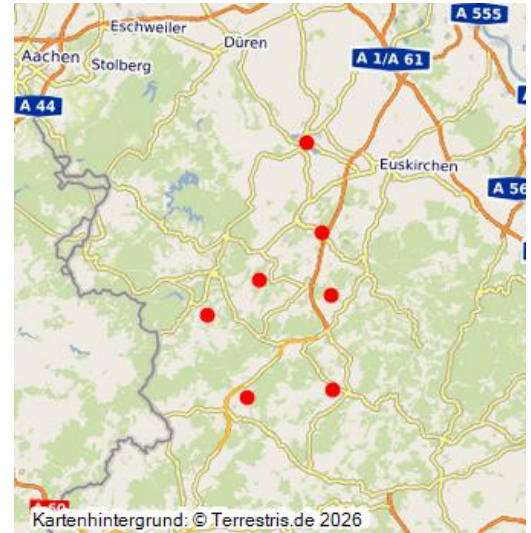 A 555
Eschweiler
Düren
Aachen
A 1/A 61
Stolberg
A 44
Euskirchen
A 56
Kartenhintergrund: © Terrestris.de 2026